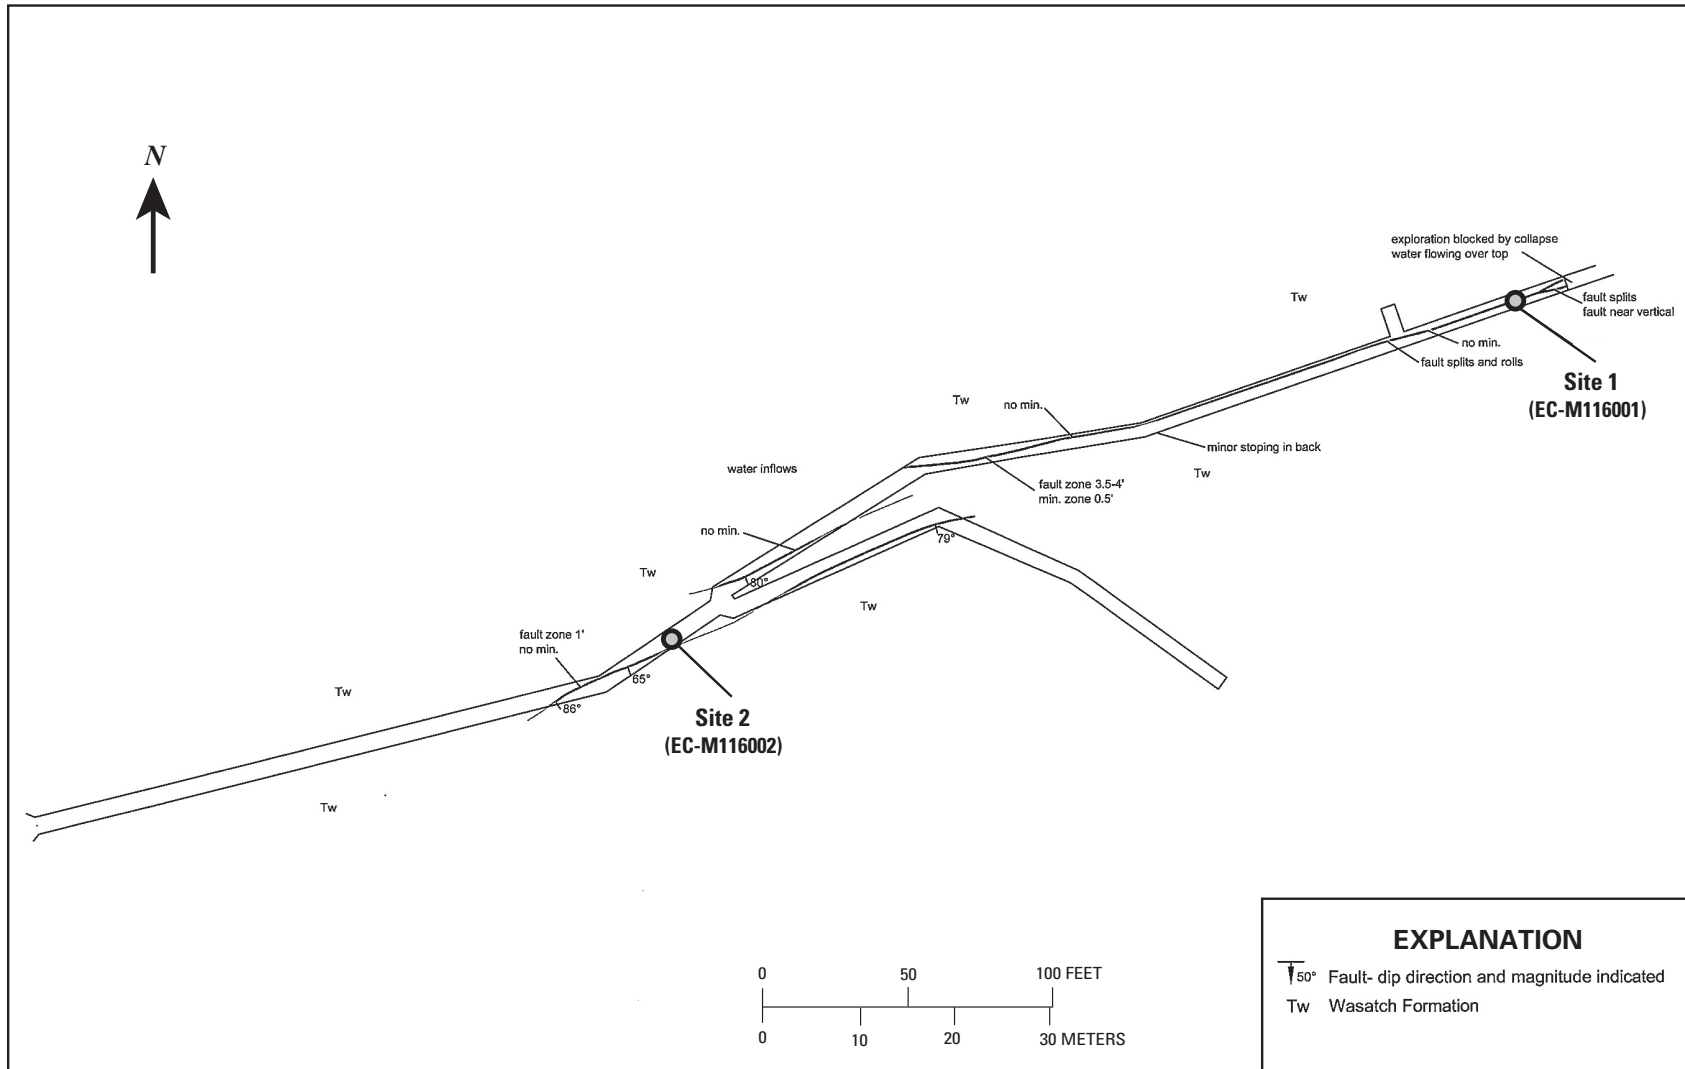 N
exploration blocked by collapse
water flowing over top
Tw
fault splits
fault near vertical
no min.
fault splits and rolls
Site 1
(EC-M116001)
Tw
no min.
minor stoping in back
water inflows
Tw
fault zone 3.5-4'
min. zone 0.5'
no min.
79°
Tw
80°
Tw
fault zone 1'
no min.
65°
Tw
86°
Site 2
(EC-M116002)
Tw
EXPLANATION
50° Fault- dip direction and magnitude indicated
Tw Wasatch Formation
0 50 100 FEET
0 10 20 30 METERS